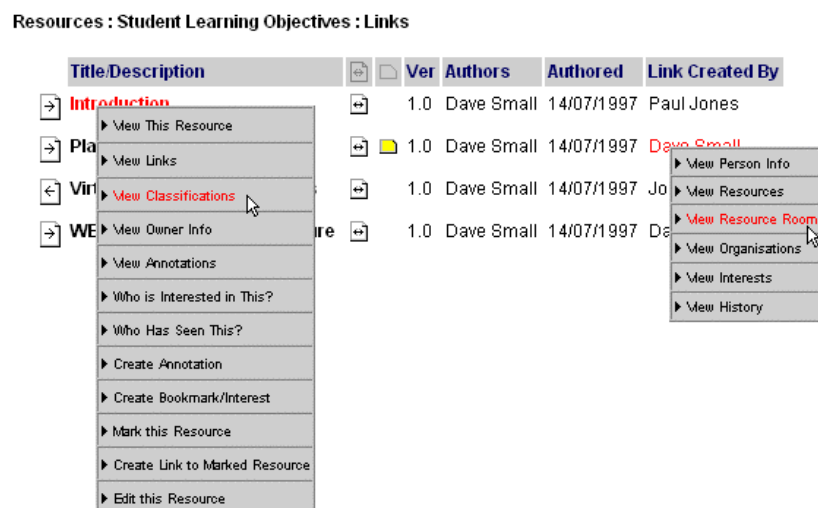 Resources : Student Learning Objectives : Links
Title/Description Ver Authors Authored Link Created By
Introduction 1.0 Dave Small 14/07/1997 Paul Jones
Pla 1.0 Dave Small 14/07/1997 Dave Small
Virt s 1.0 Dave Small 14/07/1997 Jo
WE re 1.0 Dave Small 14/07/1997 Da
View This Resource
View Links
View Classifications
View Owner Info
View Annotations
Who is Interested in This?
Who Has Seen This?
Create Annotation
Create Bookmark/Interest
Mark this Resource
Create Link to Marked Resource
Edit this Resource
View Person Info
View Resources
View Resource Room
View Organisations
View Interests
View History